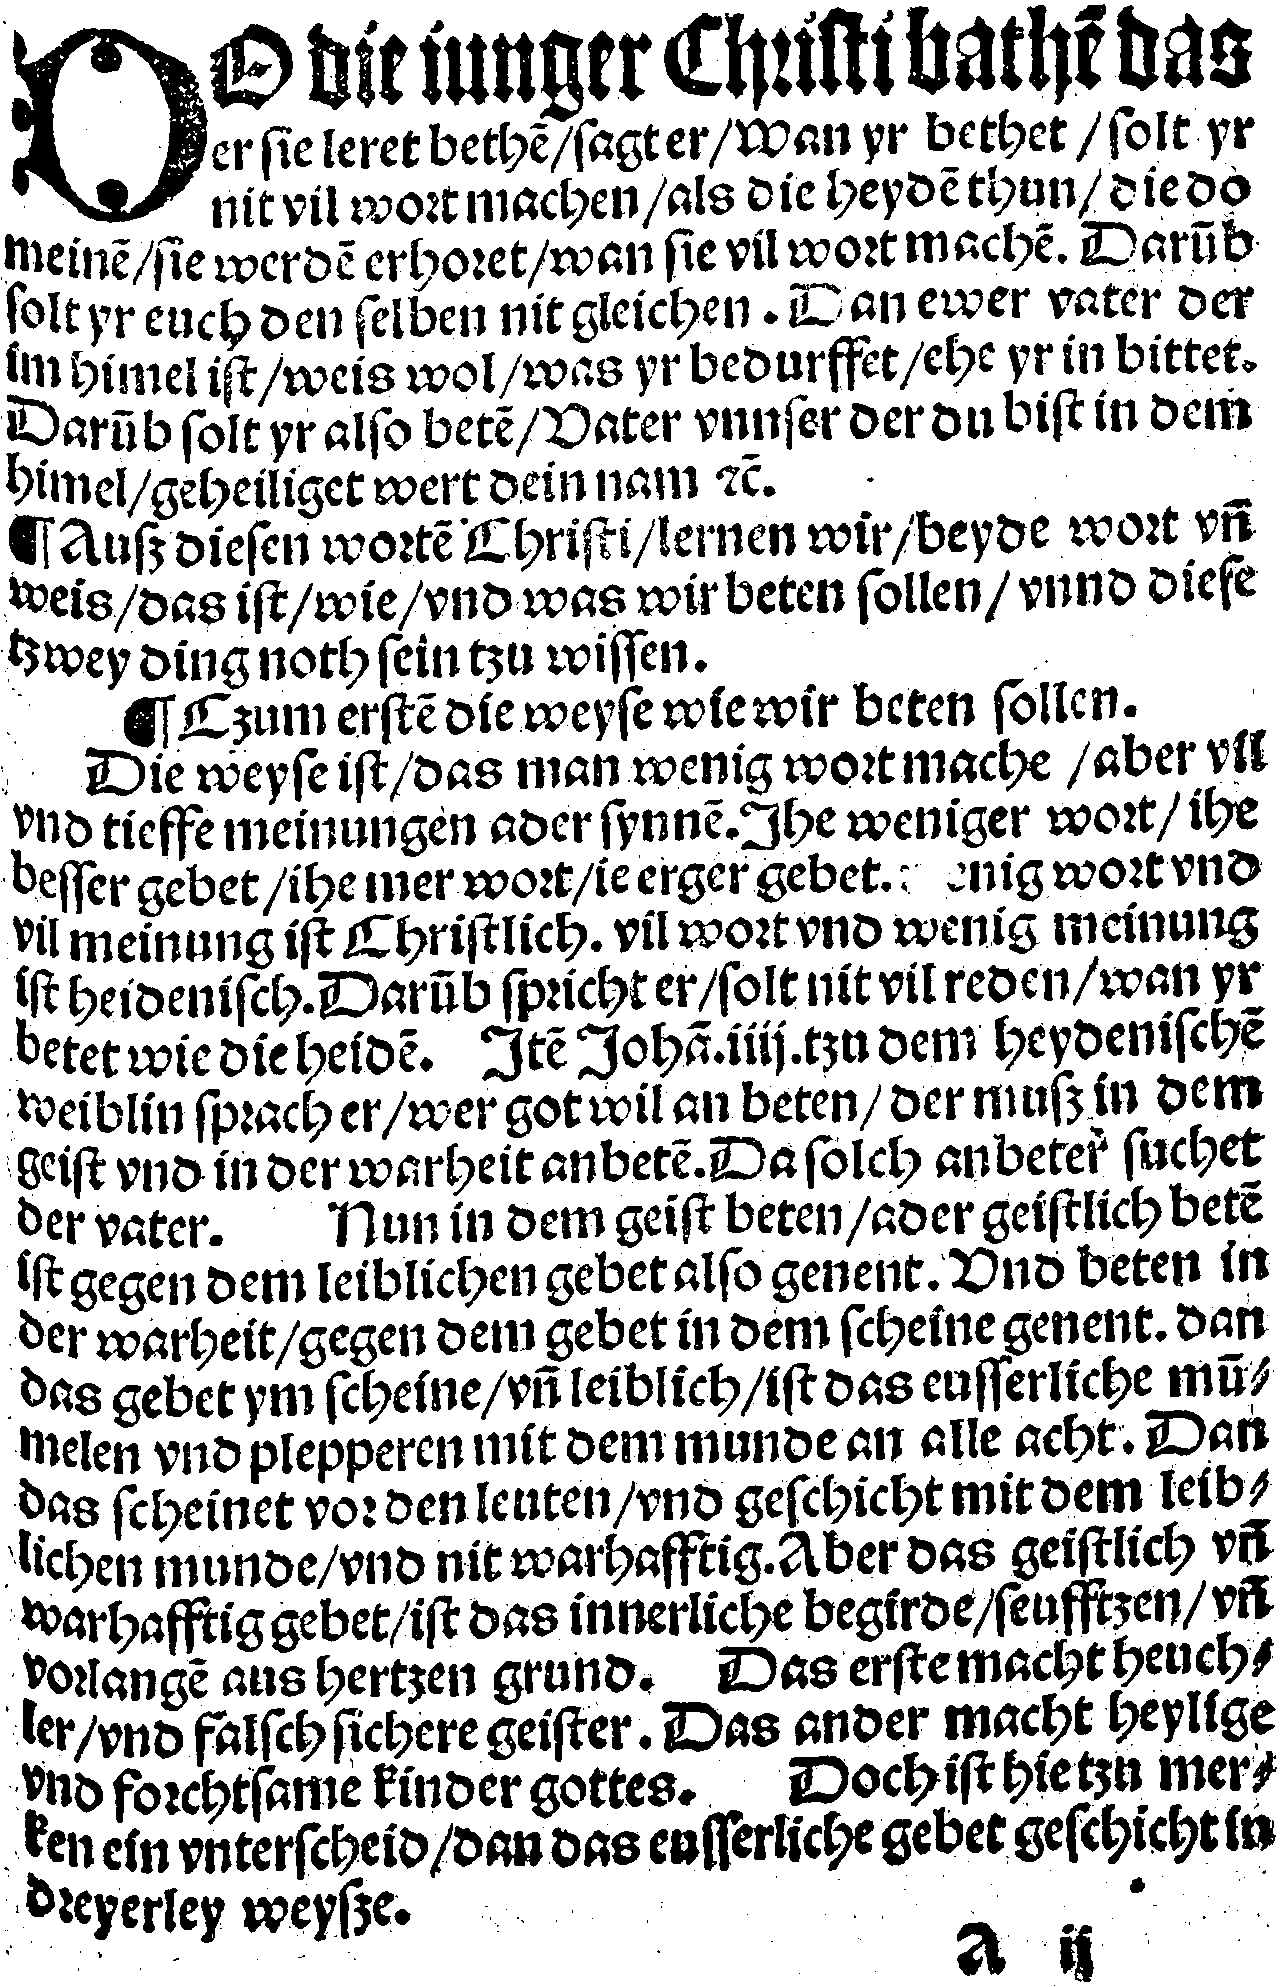 DO die iunger Christi bathē das
er sie leret bethē/sagt er/Wan yr bethet /solt yr
nit vil wort machen/als die heydē thun/die do
meinē/sie werdē erhoret/wan sie vil wort machē. Darūb
solt yr euch den selben nit gleichen. Dan ewer vater der
im himel ist/weis wol/was yr bedurffet/ehe yr in bittet.
Darūb solt yr also betē/Vater vnnser der du bist in dem
himel/geheiliget wert dein nam ⁊c̄.
¶ Ausz diesen wortē Christi/lernen wir/beyde wort vn̄
weis/das ist/wie/vnd was wir beten sollen/vnnd diese
tzwey ding noth sein tzu wissen.
¶ Czum erstē die weyse wie wir beten sollen.
Die weyse ist/das man wenig wort mache /aber vil
vnd tieffe meinungen ader synnē. Jhe weniger wort/ihe
besser gebet/ihe mer wort/ie erger gebet. enig wort vnd
vil meinung ist Christlich. vil wort vnd wenig meinung
ist heidenisch. Darūb spricht er/solt nit vil reden/wan yr
betet wie die heidē. Jtē Johā.iiij.tzu dem heydenischē
weiblin sprach er/wer got wil an beten/der musz in dem
geist vnd in der warheit anbetē. Da solch anbeter suchet
der vater. Nun in dem geist beten/ader geistlich betē
ist gegen dem leiblichen gebet also genent. Vnd beten in
der warheit/gegen dem gebet in dem scheine genent. dan
das gebet ym scheine/vn̄ leiblich/ist das eusserliche mū⸗
melen vnd plepperen mit dem munde an alle acht. Dan
das scheinet vor den leuten/vnd geschicht mit dem leib⸗
lichen munde/vnd nit warhafftig. Aber das geistlich vn̄
warhafftig gebet/ist das innerliche begirde/seufftzen/vn̄
vorlangē aus hertzen grund. Das erste macht heuch⸗
ler/vnd falsch sichere geister. Das ander macht heylige
vnd forchtsame kinder gottes. Doch ist hie tzu mer⸗
ken ein vnterscheid/dan das eusserliche gebet geschicht in
dreyerley weysze.
a ij